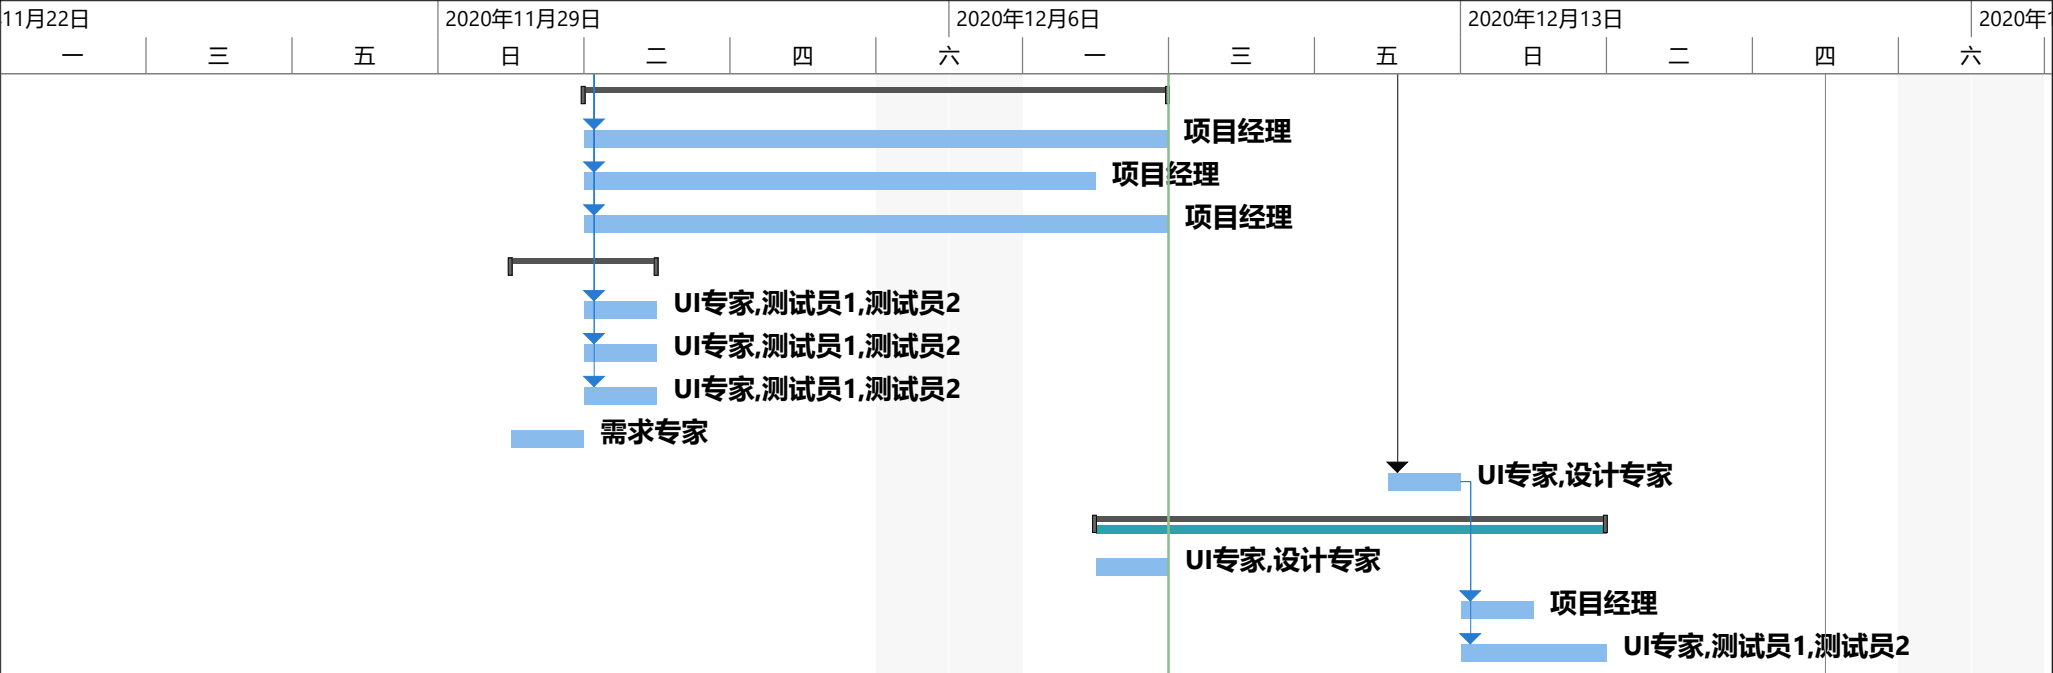 11月22日 2020年11月29日 2020年12月6日 2020年12月13日 2020年
一 三 五 日 二 四 六 一 三 五 日 二 四 六
项目经理
项目经理
项目经理
UI专家,测试员1,测试员2
UI专家,测试员1,测试员2
UI专家,测试员1,测试员2
需求专家
UI专家,设计专家
UI专家,设计专家
项目经理
UI专家,测试员1,测试员2